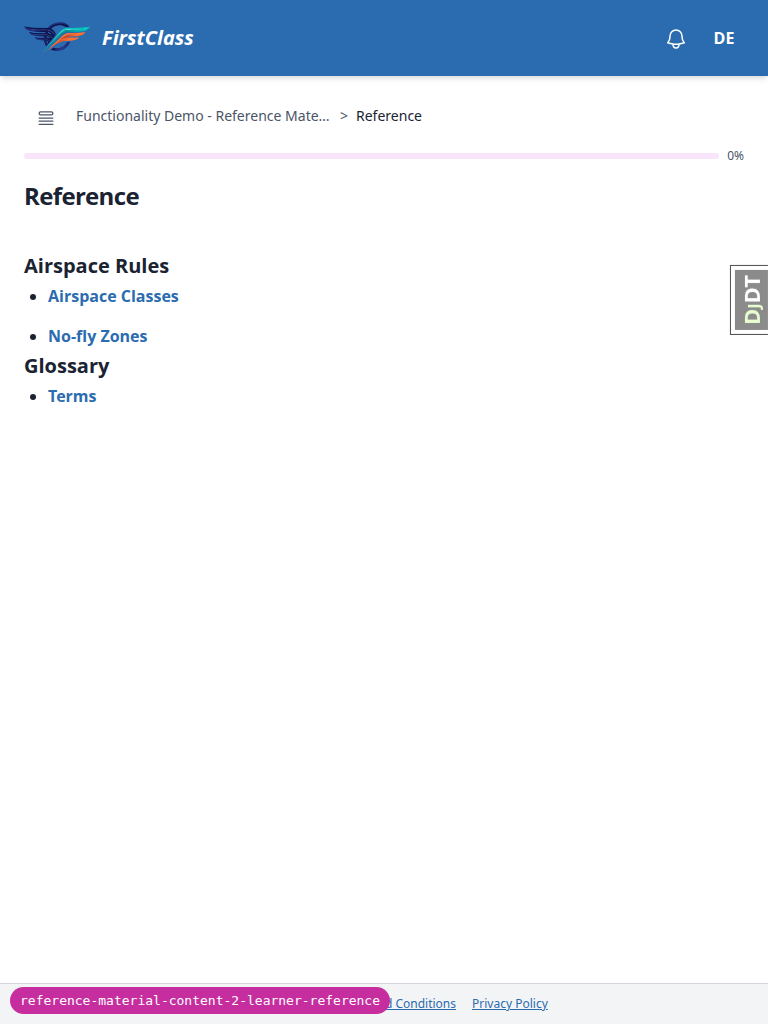 FirstClass
DE
Functionality Demo - Reference Mate... > Reference
0%
Reference
Airspace Rules
Airspace Classes
No-fly Zones
DjDT
Glossary
Terms
reference-material-content-2-learner-reference
Conditions
Privacy Policy